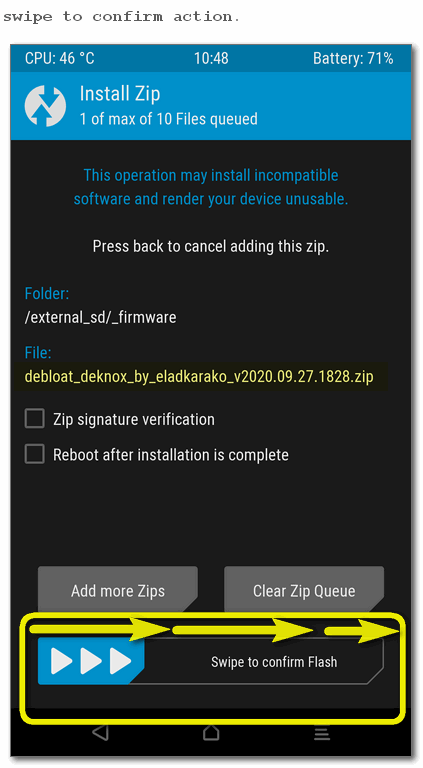 swipe to confirm action.
CPU: 46 °C 10:48 Battery: 71%
Install Zip
1 of max of 10 Files queued
This operation may install incompatible
software and render your device unusable.
Press back to cancel adding this zip.
Folder:
/external_sd/_firmware
File:
debloat_deknox_by_eladkarako_v2020.09.27.1828.zip
Zip signature verification
Reboot after installation is complete
Add more Zips Clear Zip Queue
Swipe to confirm Flash